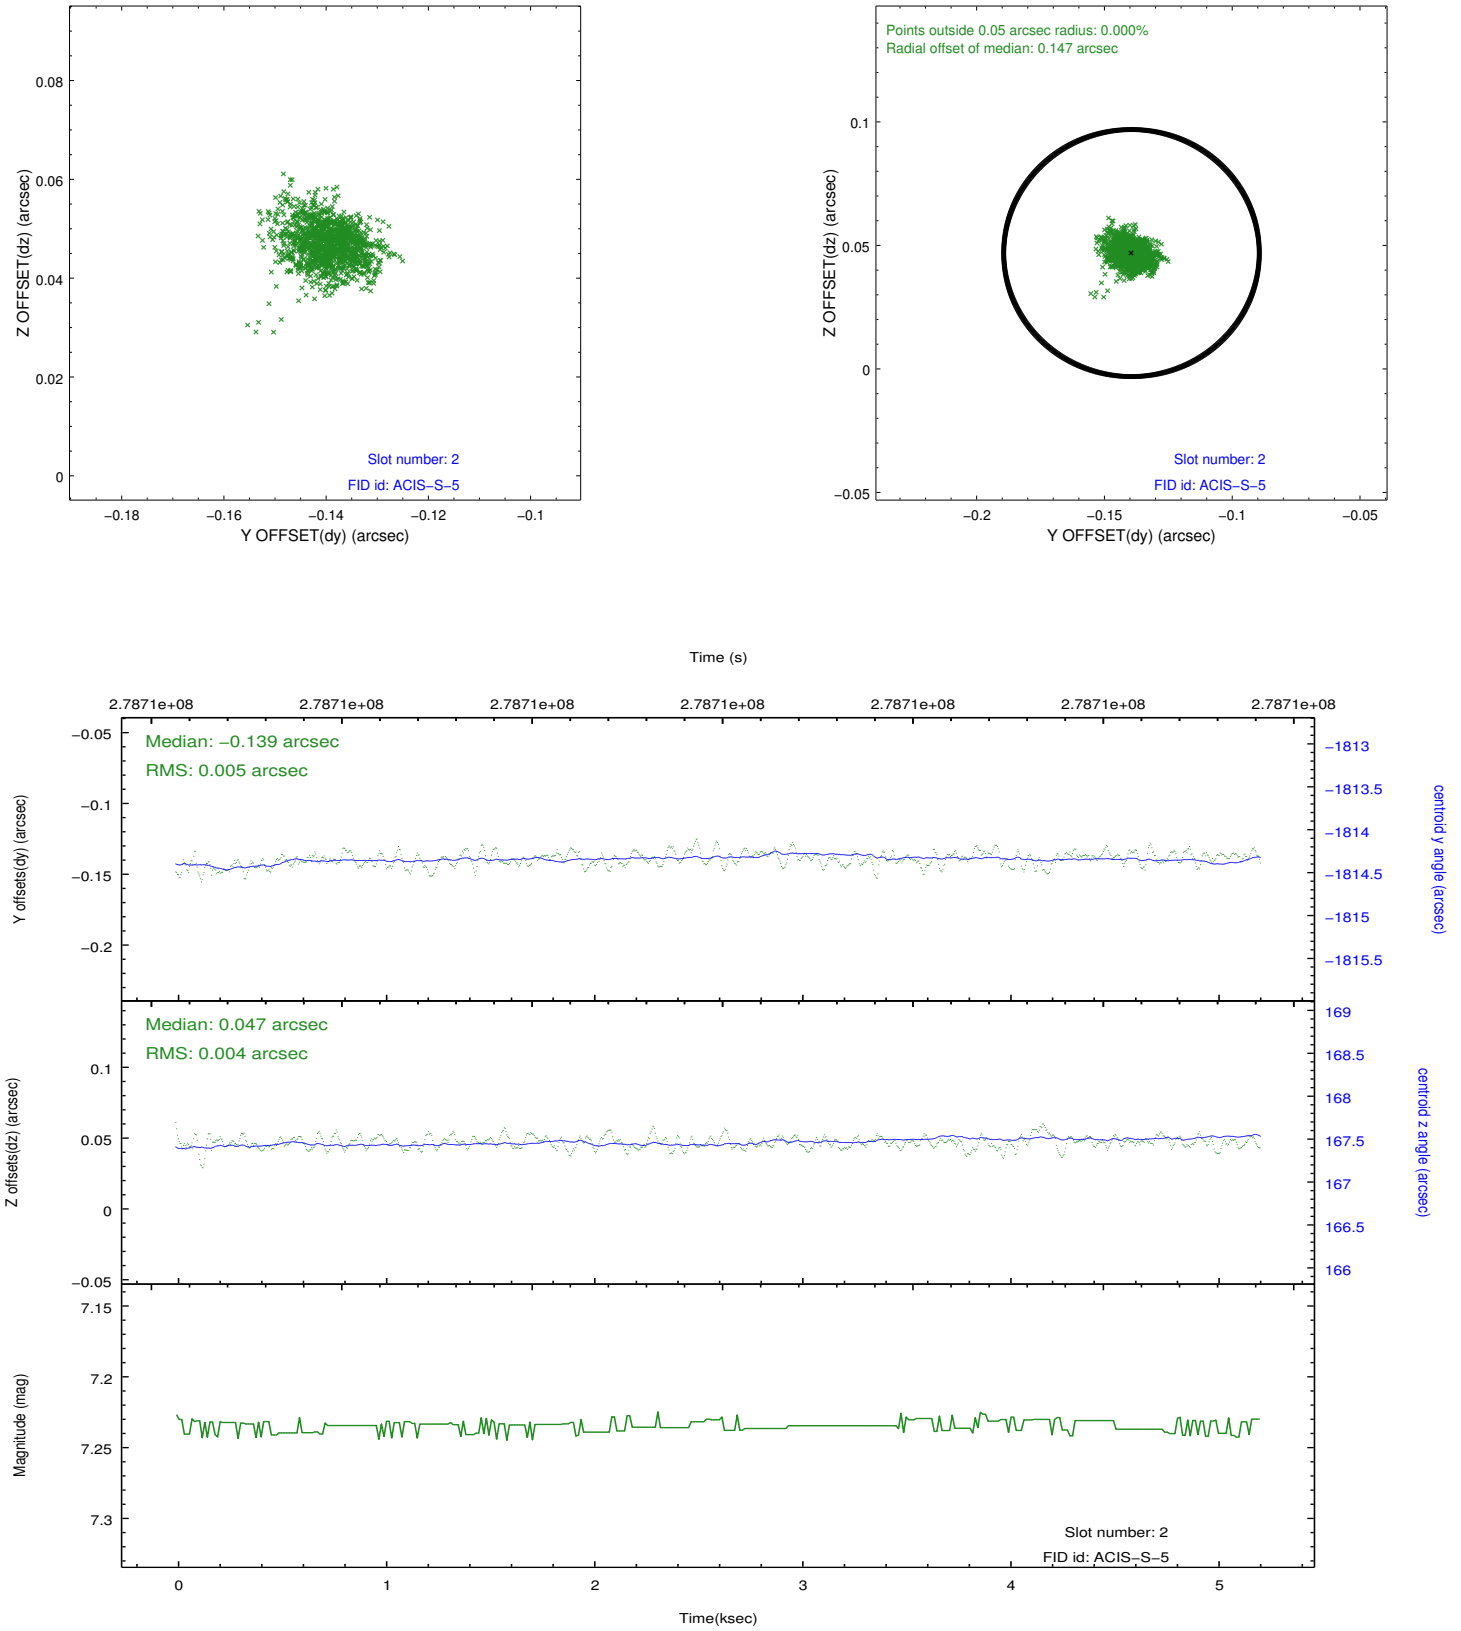 0.08
0.06
0.04
0.02
0
Z OFFSET(dz) (arcsec)
Slot number: 2
FID id: ACIS−S−5
−0.18
−0.16
−0.14
−0.12
−0.1
Y OFFSET(dy) (arcsec)
Points outside 0.05 arcsec radius: 0.000%
Radial offset of median: 0.147 arcsec
0.1
0.05
0
−0.05
Z OFFSET(dz) (arcsec)
Slot number: 2
FID id: ACIS−S−5
−0.2
−0.15
−0.1
−0.05
Y OFFSET(dy) (arcsec)
Time (s)
2.7871e+08
2.7871e+08
2.7871e+08
2.7871e+08
2.7871e+08
2.7871e+08
2.7871e+08
Median: −0.139 arcsec
RMS: 0.005 arcsec
−0.05
−0.1
−0.15
−0.2
Y offsets(dy) (arcsec)
−1813
−1813.5
−1814
−1814.5
−1815
−1815.5
centroid y angle (arcsec)
Median: 0.047 arcsec
RMS: 0.004 arcsec
0.1
0.05
0
−0.05
Z offsets(dz) (arcsec)
169
168.5
168
167.5
167
166.5
166
centroid z angle (arcsec)
7.15
7.2
7.25
7.3
Magnitude (mag)
Slot number: 2
FID id: ACIS−S−5
0
1
2
3
4
5
Time(ksec)